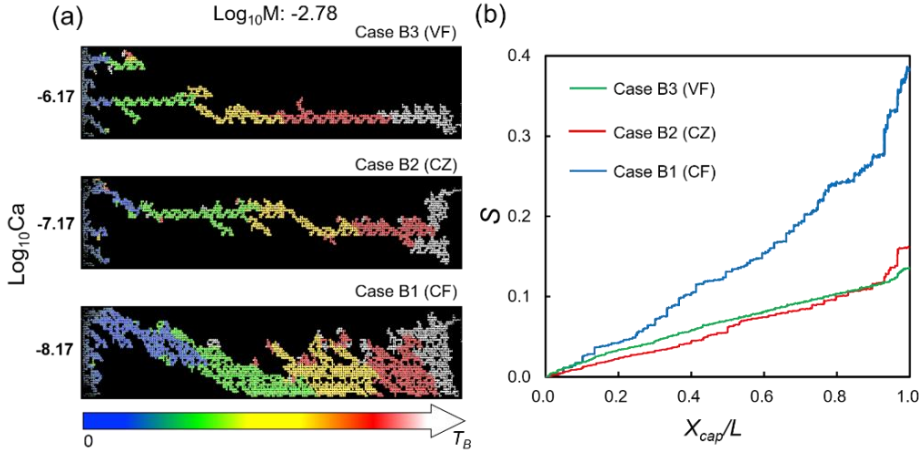 (a)
Log₁₀M: -2.78
Case B3 (VF)
-6.17
Case B2 (CZ)
-7.17
Log₁₀Ca
Case B1 (CF)
-8.17
0
T_B
(b)
0.4
0.3
0.2
0.1
0.0
S
Case B3 (VF)
Case B2 (CZ)
Case B1 (CF)
0.0 0.2 0.4 0.6 0.8 1.0
X_cap/L